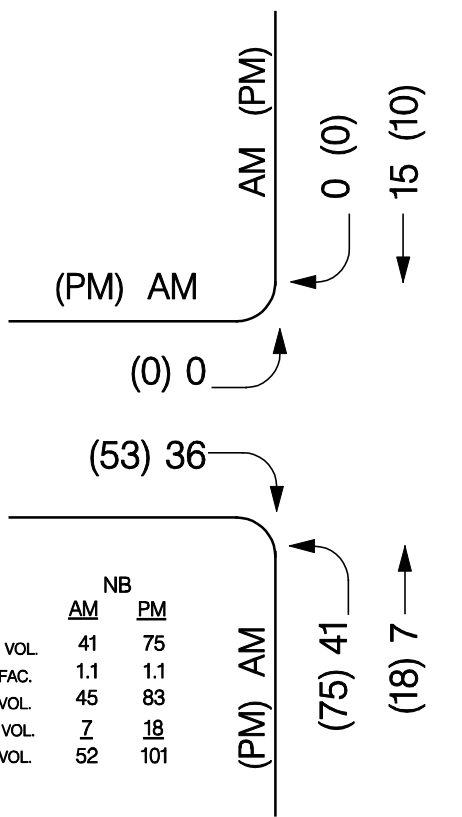 AM (PM)
0 (0)
15 (10)
(PM) AM
(0) 0
(53) 36
NB
AM PM
VOL. 41 75
FAC. 1.1 1.1
VOL. 45 83
VOL. 7 18
VOL. 52 101
(PM) AM
(75) 41
(18) 7